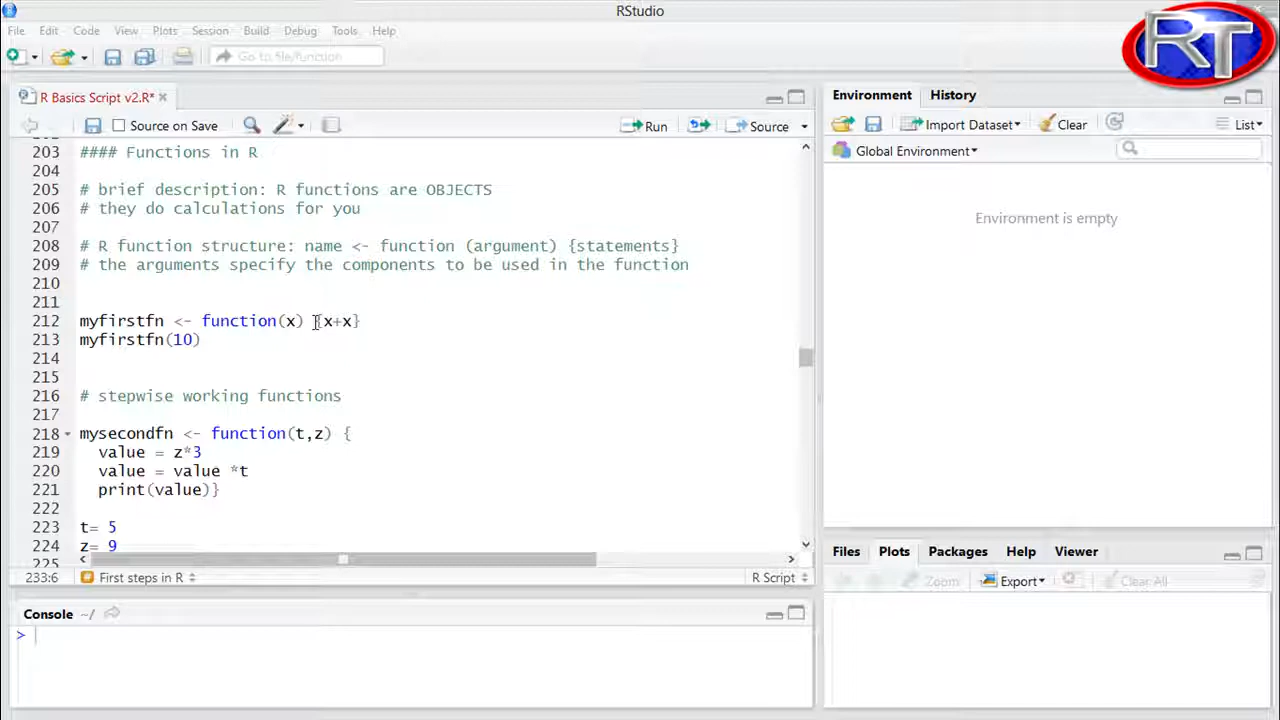 RStudio
RT
File Edit Code View Plots Session Build Debug Tools Help
Go to file/function
R Basics Script v2.R*
Source on Save
Run
Source
203 #### Functions in R
204
205 # brief description: R functions are OBJECTS
206 # they do calculations for you
207
208 # R function structure: name <- function (argument) {statements}
209 # the arguments specify the components to be used in the function
210
211
212 myfirstfn <- function(x) {x+x}
213 myfirstfn(10)
214
215
216 # stepwise working functions
217
218 mysecondfn <- function(t,z) {
219 value = z*3
220 value = value *t
221 print(value)}
222
223 t= 5
224 z= 9
225
233:6 First steps in R R Script
Console ~/
>
Environment History
Import Dataset Clear List
Global Environment
Environment is empty
Files Plots Packages Help Viewer
Zoom Export Clear All